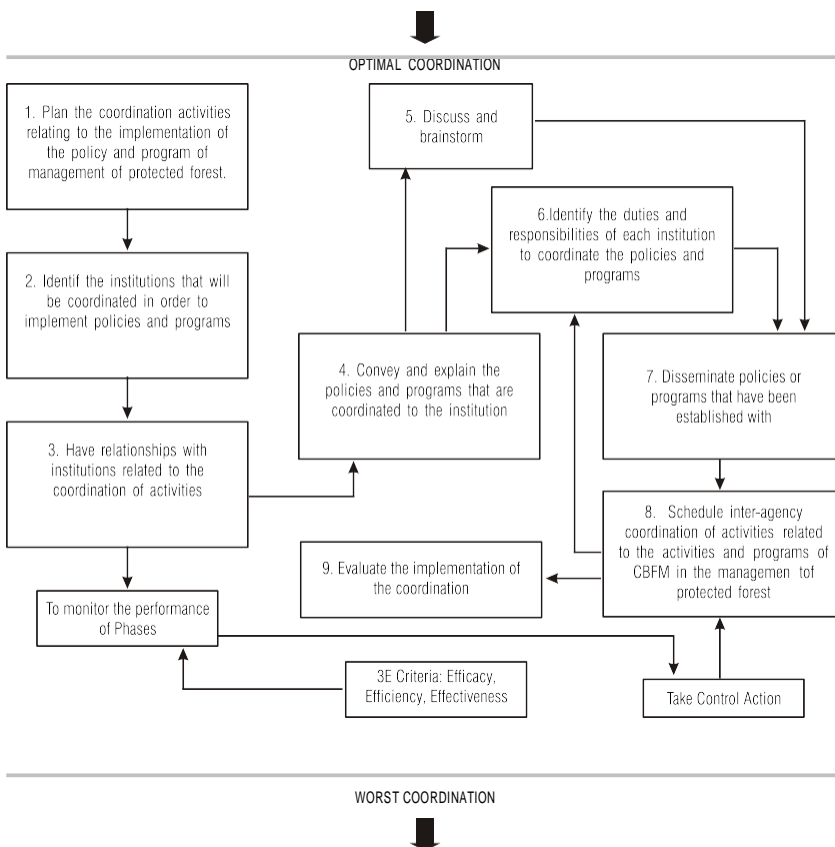 OPTIMAL COORDINATION
1. Plan the coordination activities
relating to the implementation of
the policy and program of
management of protected forest.
2. Identif the institutions that will
be coordinated in order to
implement policies and programs
3. Have relationships with
institutions related to the
coordination of activities
To monitor the performance
of Phases
5. Discuss and
brainstorm
6.Identify the duties and
responsibilities of each institution
to coordinate the policies and
programs
4. Convey and explain the
policies and programs that are
coordinated to the institution
7. Disseminate policies or
programs that have been
established with
8. Schedule inter-agency
coordination of activities related
to the activities and programs of
CBFM in the managemen tof
protected forest
9. Evaluate the implementation of
the coordination
3E Criteria: Efficacy,
Efficiency, Effectiveness
Take Control Action
WORST COORDINATION